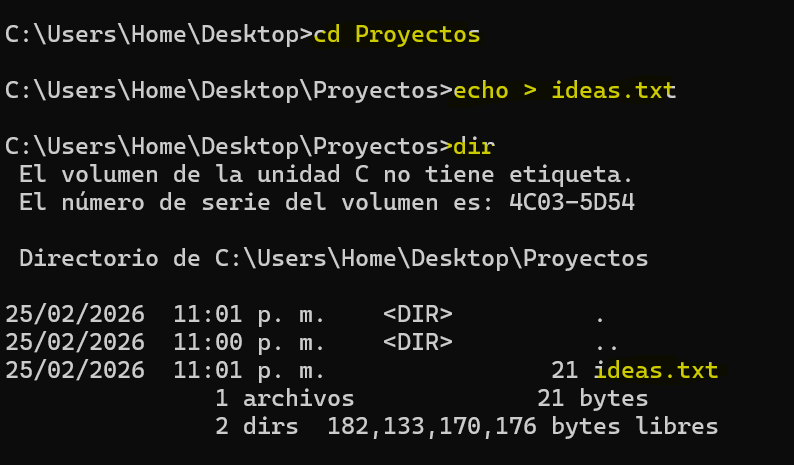 C:\Users\Home\Desktop>cd Proyectos
C:\Users\Home\Desktop\Proyectos>echo > ideas.txt
C:\Users\Home\Desktop\Proyectos>dir
 El volumen de la unidad C no tiene etiqueta.
 El número de serie del volumen es: 4C03-5D54
 Directorio de C:\Users\Home\Desktop\Proyectos
25/02/2026  11:01 p. m.    <DIR>          .
25/02/2026  11:00 p. m.    <DIR>          ..
25/02/2026  11:01 p. m.                21 ideas.txt
               1 archivos             21 bytes
               2 dirs  182,133,170,176 bytes libres